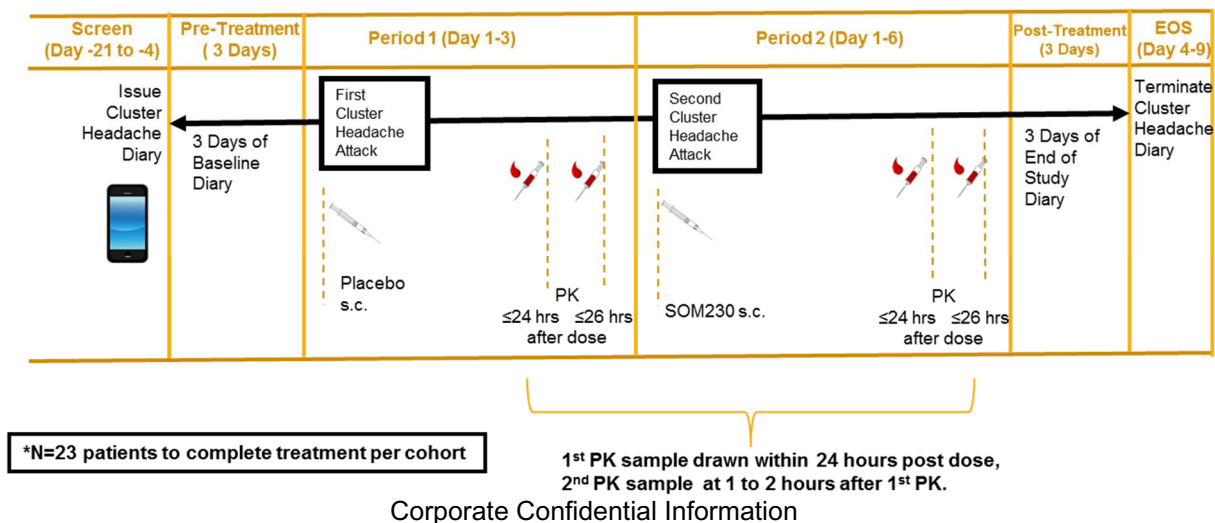 Screen
(Day -21 to -4)
Pre-Treatment
( 3 Days)
Period 1 (Day 1-3)
Period 2 (Day 1-6)
Post-Treatment
(3 Days)
EOS
(Day 4-9)
Issue
Cluster
Headache
Diary
3 Days of
Baseline
Diary
First
Cluster
Headache
Attack
Placebo
s.c.
PK
≤24 hrs ≤26 hrs
after dose
Second
Cluster
Headache
Attack
SOM230 s.c.
PK
≤24 hrs ≤26 hrs
after dose
3 Days of
End of
Study
Diary
Terminate
Cluster
Headache
Diary
*N=23 patients to complete treatment per cohort
1st PK sample drawn within 24 hours post dose,
2nd PK sample at 1 to 2 hours after 1st PK.
Corporate Confidential Information